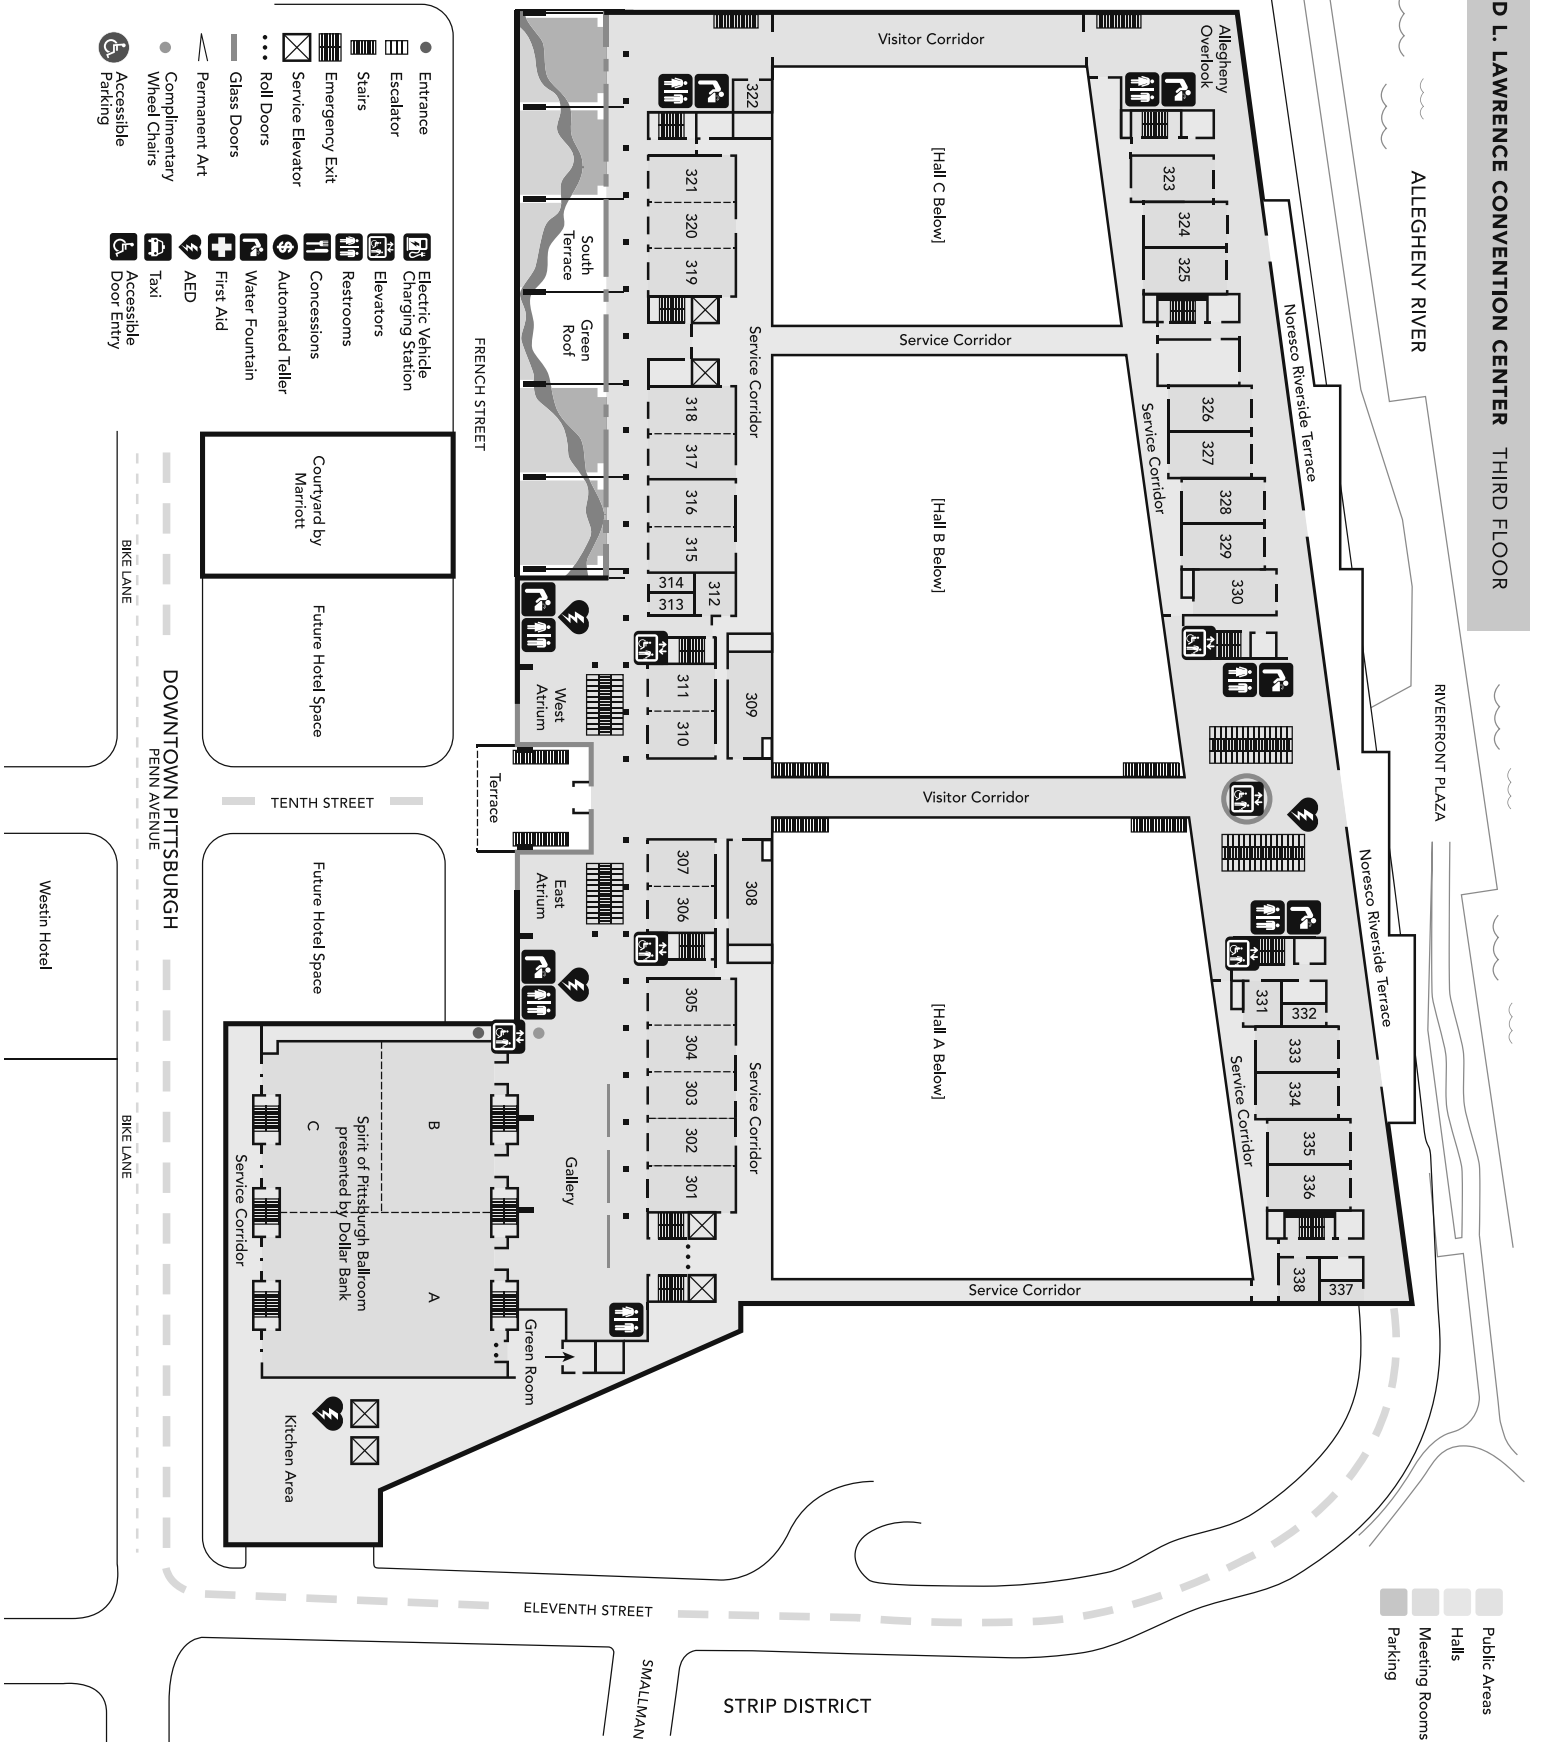 D L. LAWRENCE CONVENTION CENTER THIRD FLOOR
ALLEGHENY RIVER
RIVERFRONT PLAZA
Allegheny
Overlook
Noresco Riverside Terrace
Noresco Riverside Terrace
Visitor Corridor
323
324
325
326
327
328
329
330
331
332
333
334
335
336
338
337
Service Corridor
Service Corridor
[Hall C Below]
Service Corridor
[Hall B Below]
Visitor Corridor
[Hall A Below]
Service Corridor
322
Service Corridor
309
308
Service Corridor
321
320
319
318
317
316
315
314
313
312
311
310
307
306
305
304
303
302
301
South
Terrace
Green
Roof
West
Atrium
Terrace
East
Atrium
Gallery
Green Room
FRENCH STREET
Entrance
Escalator
Stairs
Emergency Exit
Service Elevator
Roll Doors
Glass Doors
Permanent Art
Complimentary
Wheel Chairs
Accessible
Parking
Electric Vehicle
Charging Station
Elevators
Restrooms
Concessions
Automated Teller
Water Fountain
First Aid
AED
Taxi
Accessible
Door Entry
Courtyard by
Marriott
Future Hotel Space
TENTH STREET
Future Hotel Space
B
A
C
Spirit of Pittsburgh Ballroom
presented by Dollar Bank
Service Corridor
Kitchen Area
DOWNTOWN PITTSBURGH
PENN AVENUE
BIKE LANE
BIKE LANE
Westin Hotel
ELEVENTH STREET
SMALLMAN
STRIP DISTRICT
Public Areas
Halls
Meeting Rooms
Parking